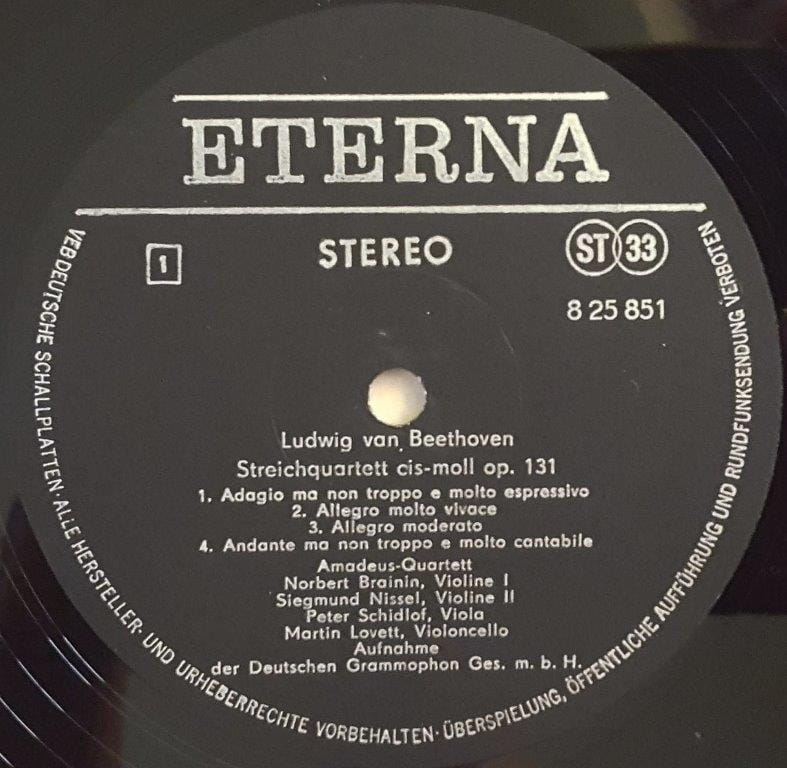 ETERNA
1
STEREO
ST 33
8 25 851
Ludwig van Beethoven
Streichquartett cis-moll op. 131
1. Adagio ma non troppo e molto espressivo
2. Allegro molto vivace
3. Allegro moderato
4. Andante ma non troppo e molto cantabile
Amadeus-Quartett
Norbert Brainin, Violine I
Siegmund Nissel, Violine II
Peter Schidlof, Viola
Martin Lovett, Violoncello
Aufnahme
der Deutschen Grammophon Ges. m. b. H.
VEB DEUTSCHE SCHALLPLATTEN · ALLE HERSTELLER- UND URHEBERRECHTE VORBEHALTEN · ÜBERSPIELUNG, ÖFFENTLICHE AUFFÜHRUNG UND RUNDFUNKSENDUNG VERBOTEN